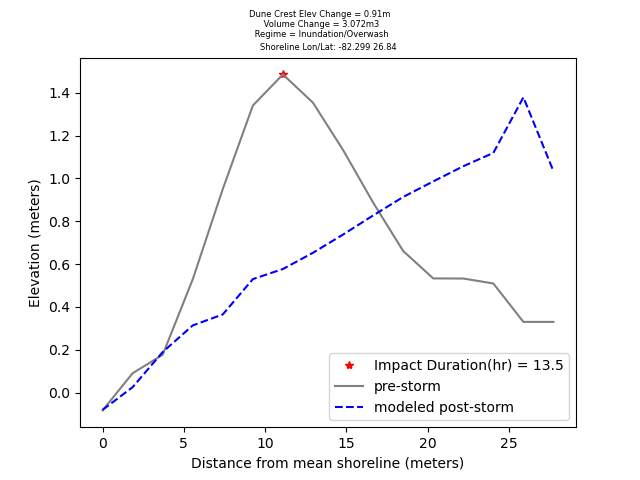 Dune Crest Elev Change = 0.91m
Volume Change = 3.072m3
Regime = Inundation/Overwash
Shoreline Lon/Lat: -82.299 26.84
1.4
1.2
1.0
0.8
0.6
0.4
0.2
0.0
Elevation (meters)
Impact Duration(hr) = 13.5
pre-storm
modeled post-storm
0 5 10 15 20 25
Distance from mean shoreline (meters)